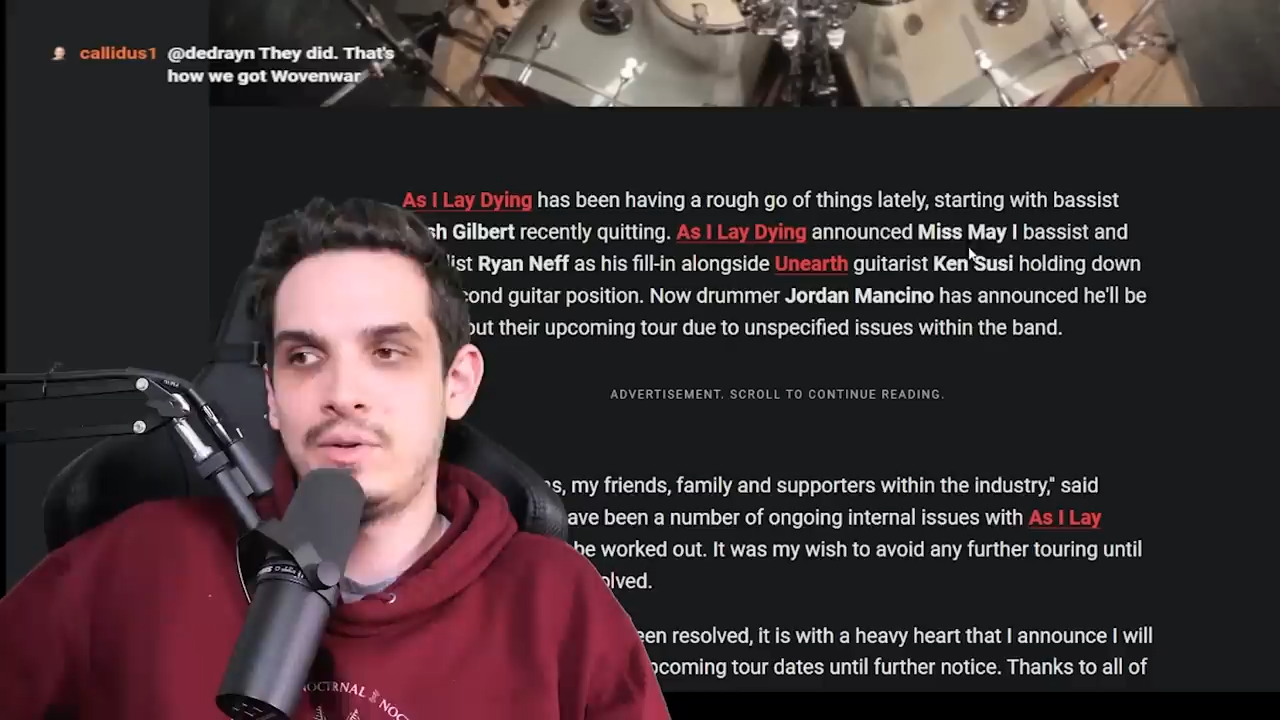 callidus1 @dedrayn They did. That's
how we got Wovenwar
As I Lay Dying has been having a rough go of things lately, starting with bassist
sh Gilbert recently quitting. As I Lay Dying announced Miss May I bassist and
list Ryan Neff as his fill-in alongside Unearth guitarist Ken Susi holding down
cond guitar position. Now drummer Jordan Mancino has announced he'll be
out their upcoming tour due to unspecified issues within the band.
ADVERTISEMENT. SCROLL TO CONTINUE READING.
ns, my friends, family and supporters within the industry," said
ave been a number of ongoing internal issues with As I Lay
be worked out. It was my wish to avoid any further touring until
olved.
een resolved, it is with a heavy heart that I announce I will
pcoming tour dates until further notice. Thanks to all of
NOCTRNAL NOC